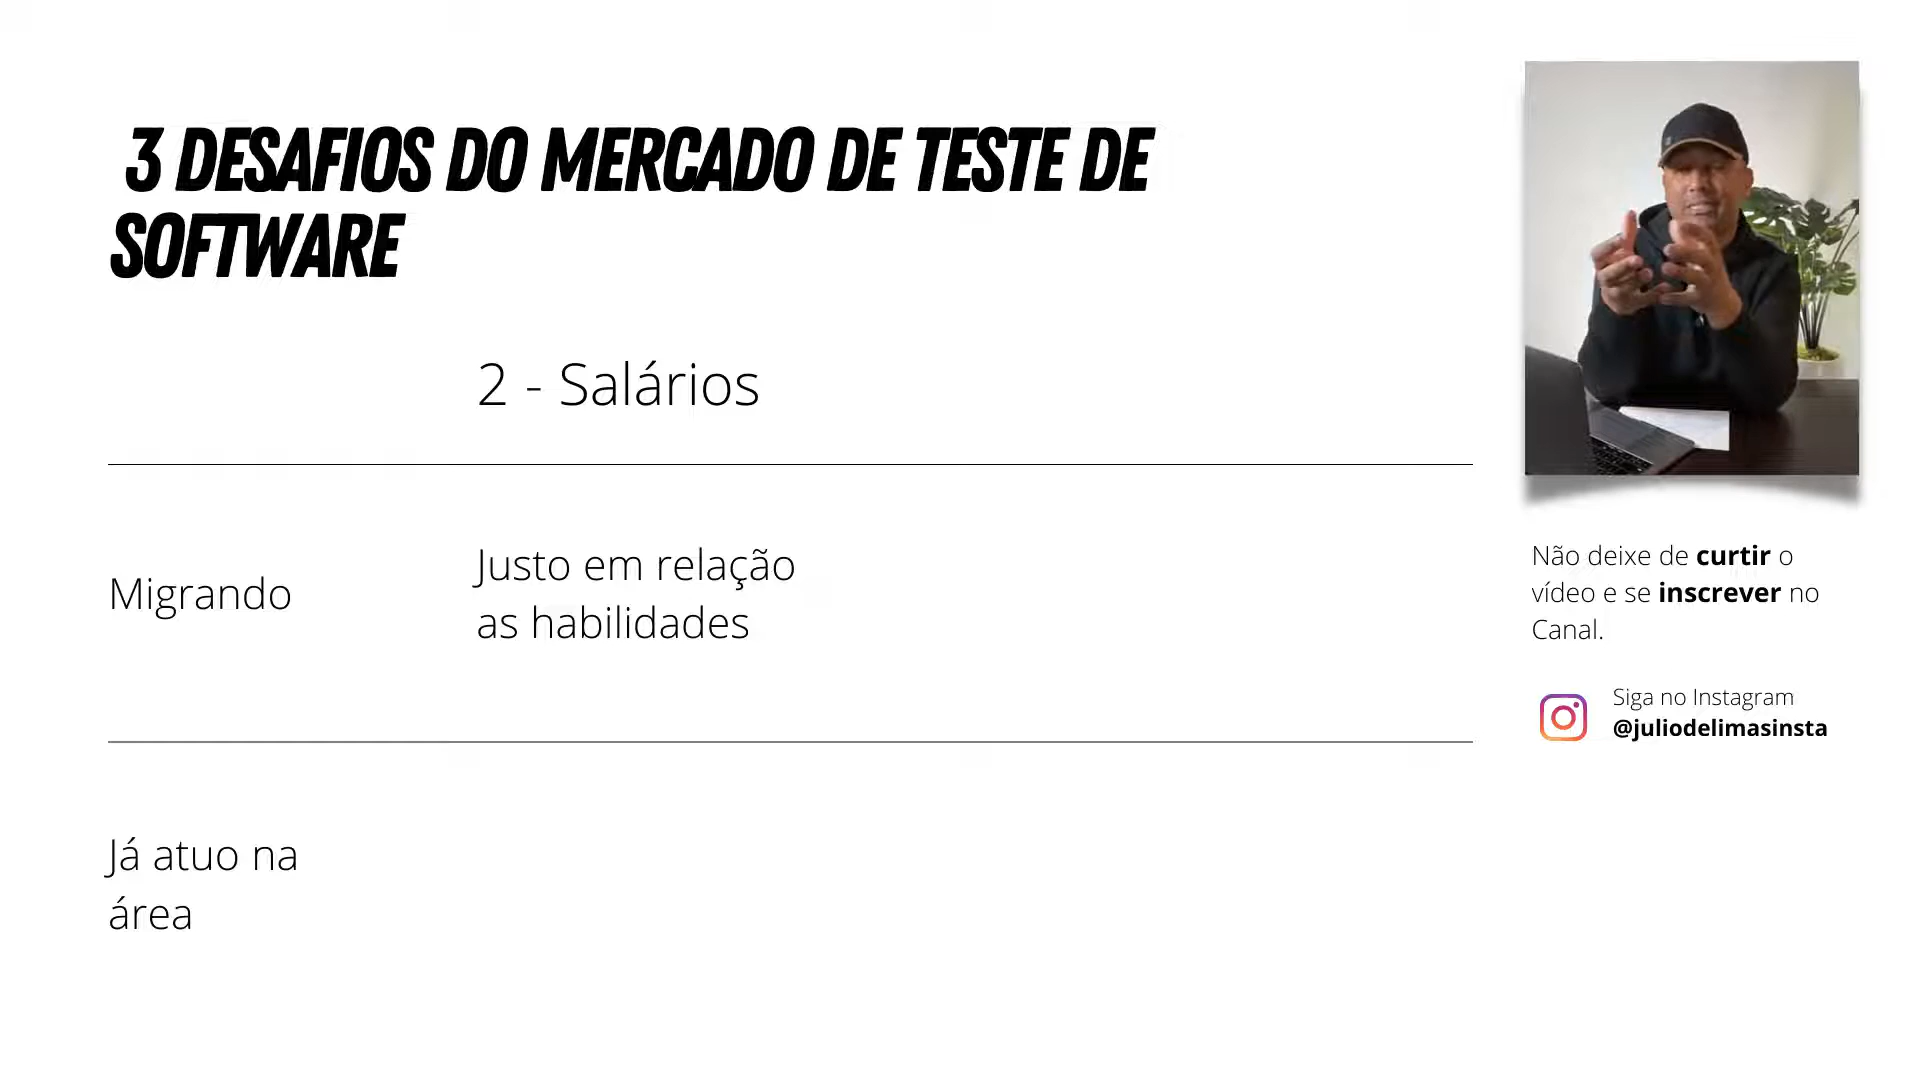 3 DESAFIOS DO MERCADO DE TESTE DE
SOFTWARE
2 - Salários
Migrando
Justo em relação
as habilidades
Já atuo na
área
Não deixe de curtir o
vídeo e se inscrever no
Canal.
Siga no Instagram
@juliodelimasinsta